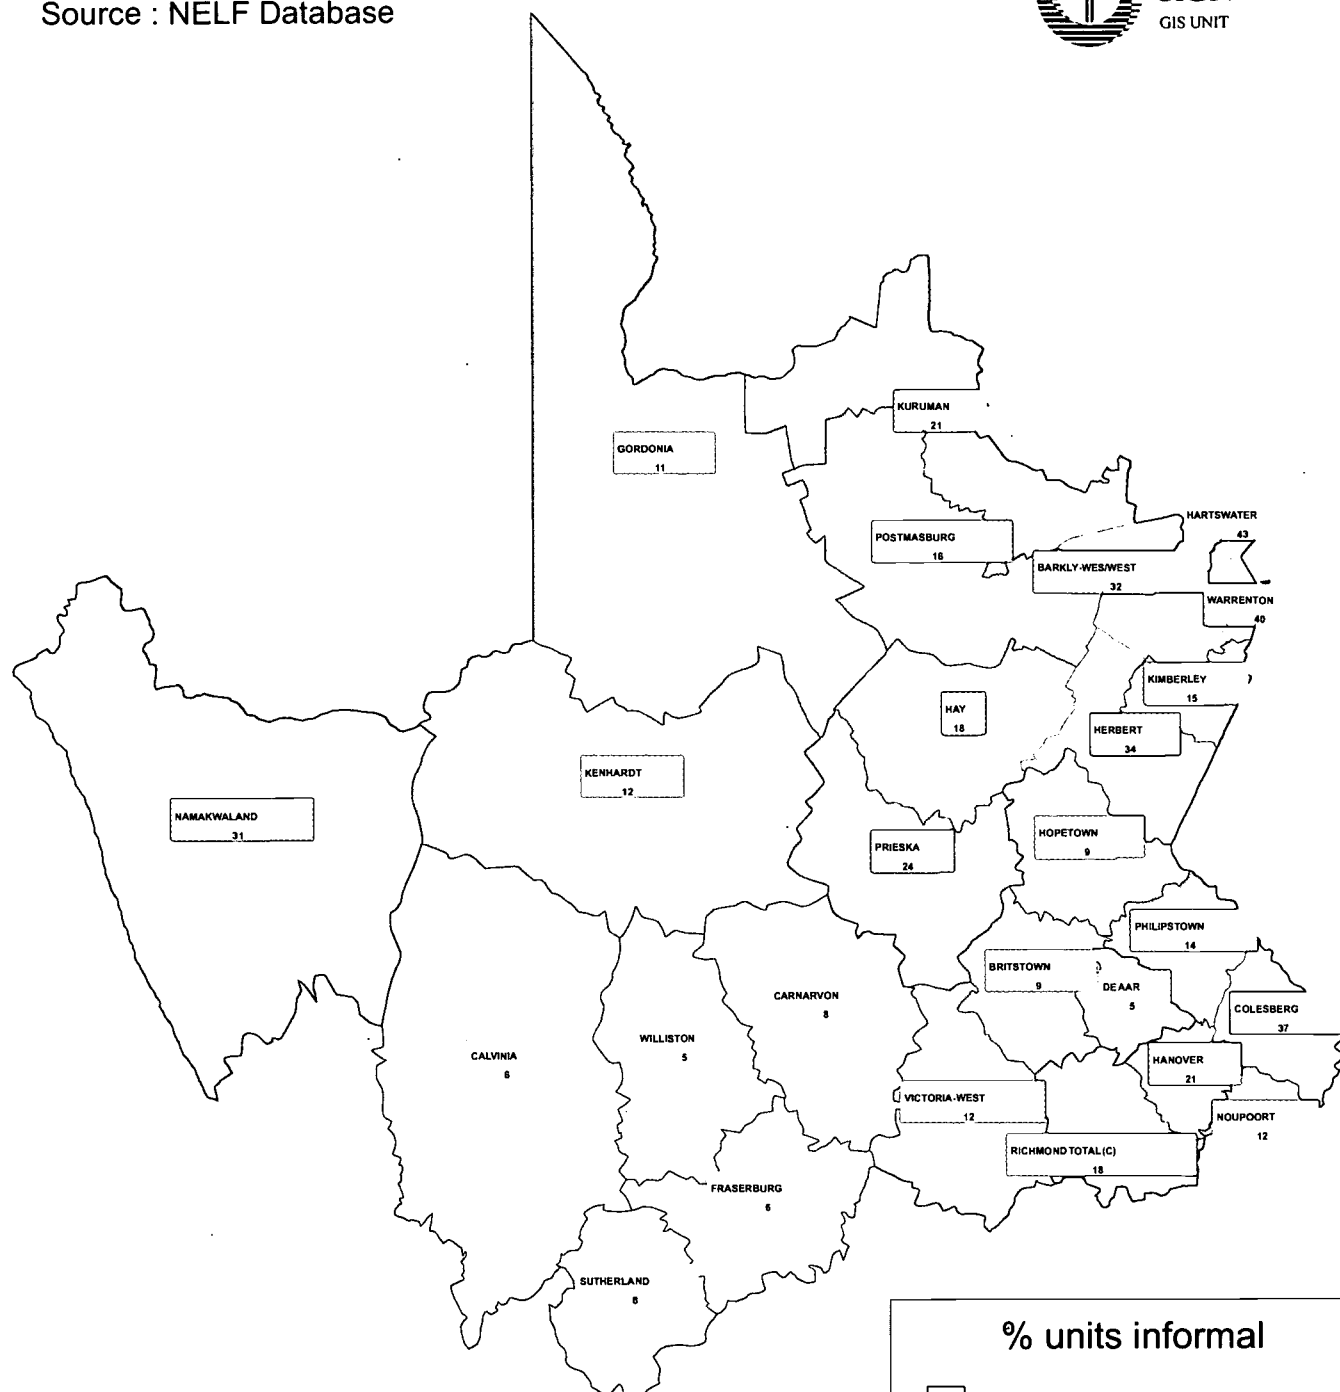 Source : NELF Database
GIS UNIT
KURUMAN
21
GORDONIA
11
HARTSWATER
43
POSTMASBURG
16
BARKLY-WES/WEST
32
WARRENTON
40
KIMBERLEY
15
HAY
18
HERBERT
34
KENHARDT
12
NAMAKWALAND
31
HOPETOWN
9
PRIESKA
24
PHILIPSTOWN
14
BRITSTOWN
9
DE AAR
5
CARNARVON
8
COLESBERG
37
WILLISTON
5
CALVINIA
6
HANOVER
21
VICTORIA-WEST
12
NOUPOORT
12
RICHMOND TOTAL (C)
18
FRASERBURG
6
SUTHERLAND
% units informal